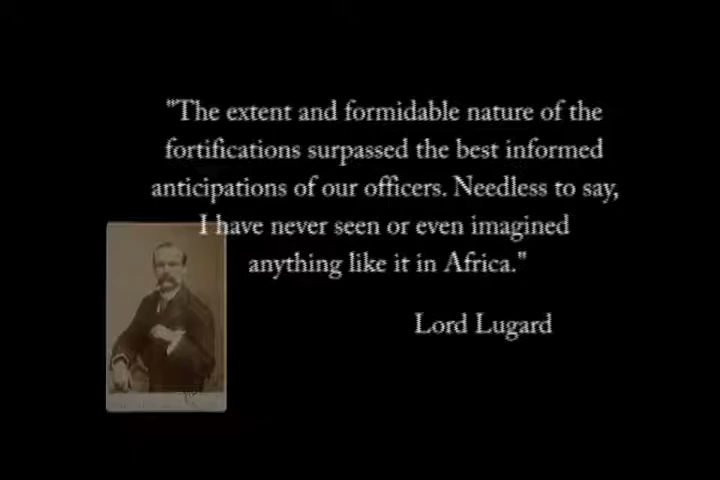 "The extent and formidable nature of the
fortifications surpassed the best informed
anticipations of our officers. Needless to say,
I have never seen or even imagined
anything like it in Africa."
Lord Lugard